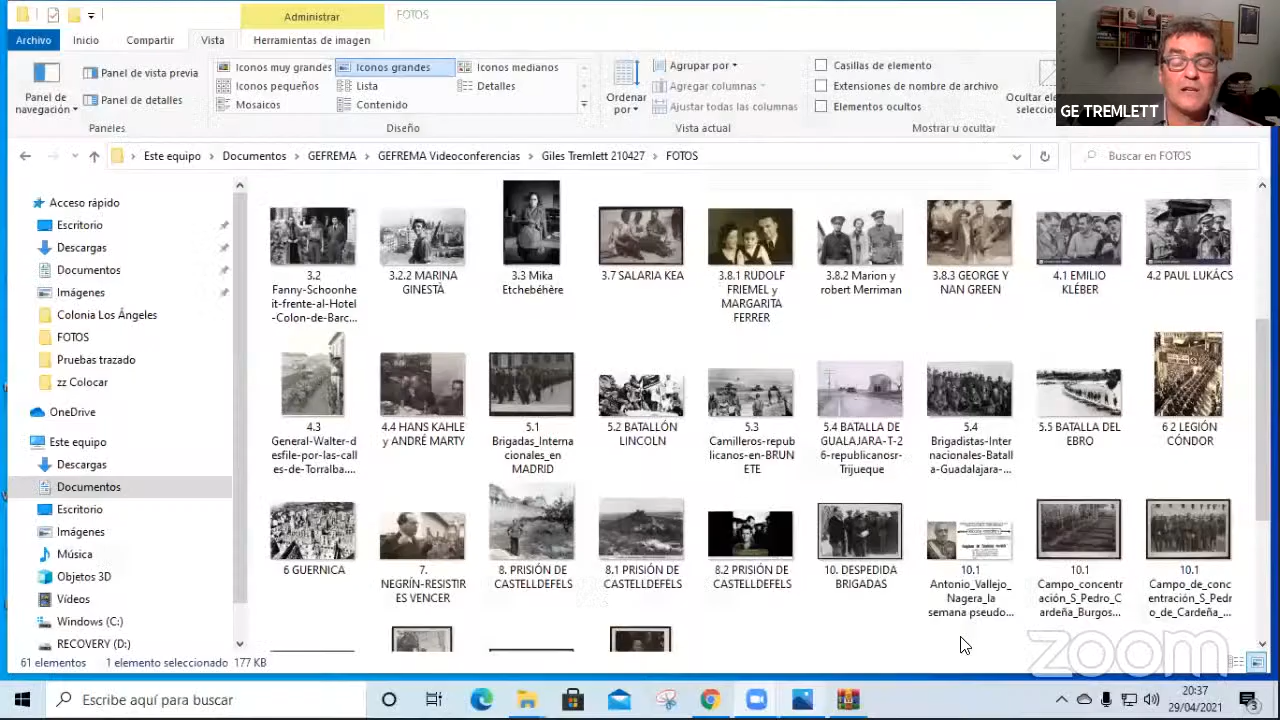 Administrar
FOTOS
Archivo
Inicio
Compartir
Vista
Herramientas de imagen
Panel de navegación
Panel de vista previa
Panel de detalles
Paneles
Iconos muy grandes
Iconos grandes
Iconos medianos
Iconos pequeños
Lista
Detalles
Mosaicos
Contenido
Diseño
Ordenar por
Agrupar por
Agregar columnas
Ajustar todas las columnas
Vista actual
Casillas de elemento
Extensiones de nombre de archivo
Elementos ocultos
Mostrar u ocultar
GE TREMLETT
Este equipo
Documentos
GEFREMA
GEFREMA Videoconferencias
Giles Tremlett 210427
FOTOS
Buscar en FOTOS
Acceso rápido
Escritorio
Descargas
Documentos
Imágenes
Colonia Los Ángeles
FOTOS
Pruebas trazado
zz Colocar
OneDrive
Este equipo
Descargas
Documentos
Escritorio
Imágenes
Música
Objetos 3D
Vídeos
Windows (C:)
RECOVERY (D:)
3.2
Fanny-Schoonhe
it-frente-al-Hotel
-Colon-de-Barc...
3.2.2 MARINA
GINESTÀ
3.3 Mika
Etchebéhère
3.7 SALARIA KEA
3.8.1 RUDOLF
FRIEMEL y
MARGARITA
FERRER
3.8.2 Marion y
robert Merriman
3.8.3 GEORGE Y
NAN GREEN
4.1 EMILIO
KLÉBER
4.2 PAUL LUKÁCS
4.3
General-Walter-d
esfile-por-las-call
es-de-Torralba....
4.4 HANS KAHLE
y ANDRÉ MARTY
5.1
Brigadas_Interna
cionales_en
MADRID
5.2 BATALLÓN
LINCOLN
5.3
Camilleros-repub
licanos-en-BRUN
ETE
5.4 BATALLA DE
GUALAJARA-T-2
6-republicanosr-
Trijueque
5.4
Brigadistas-Inter
nacionales-Batall
a-Guadalajara-...
5.5 BATALLA DEL
EBRO
6 2 LEGIÓN
CÓNDOR
6 GUERNICA
7.
NEGRÍN-RESISTIR
ES VENCER
8. PRISIÓN DE
CASTELLDEFELS
8.1 PRISIÓN DE
CASTELLDEFELS
8.2 PRISIÓN DE
CASTELLDEFELS
10. DESPEDIDA
BRIGADAS
10.1
Antonio_Vallejo_
Nagera_la
semana pseudo...
10.1
Campo_concentr
ación_S_Pedro_C
ardeña_Burgos...
10.1
Campo_de_conc
entración_S_Pedr
o_de_Cardeña_...
61 elementos
1 elemento seleccionado
177 KB
zoom
Escribe aquí para buscar
20:37
29/04/2021
3